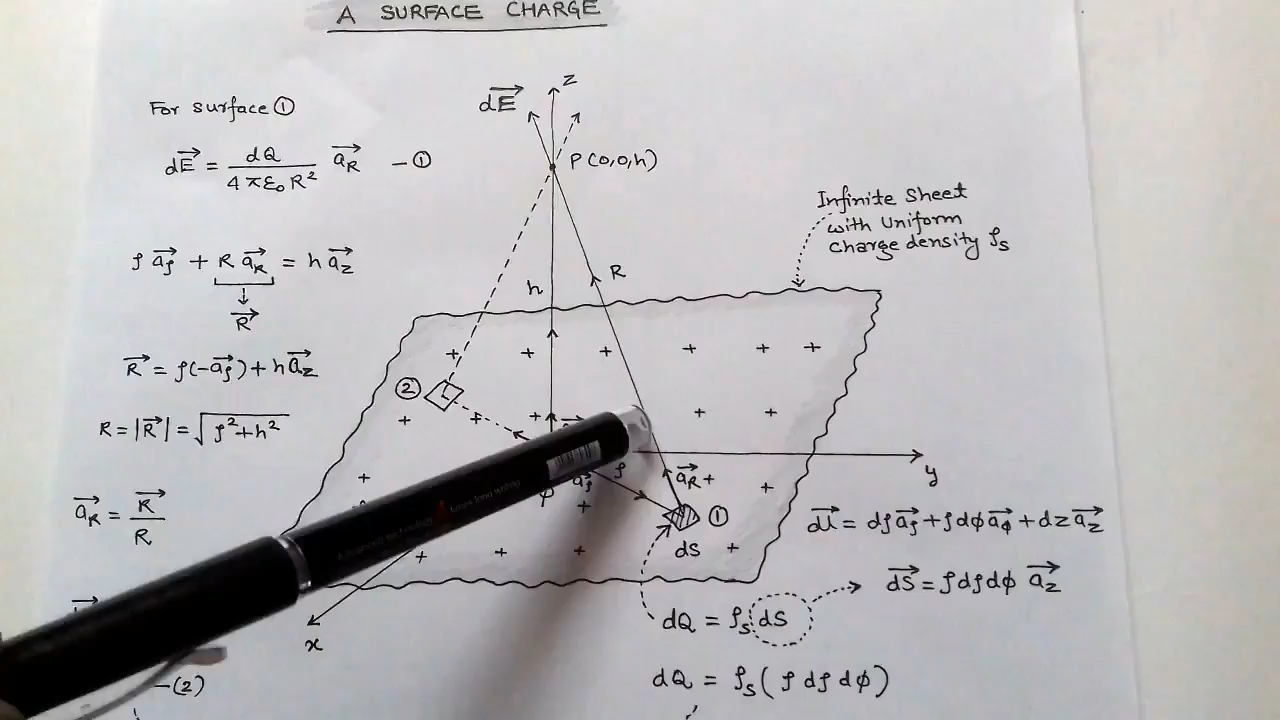 A SURFACE CHARGE
For surface ①
dE⃗ = dQ / 4πε₀R² a⃗R — ①
ρ a⃗ρ + R a⃗R = h a⃗z
R⃗
R⃗ = ρ(-a⃗ρ) + h a⃗z
R = |R⃗| = √(ρ² + h²)
a⃗R = R⃗ / R
—(2)
dE⃗
z
P(0,0,h)
Infinite Sheet
with Uniform
charge density ρs
h
R
②
ρ
a⃗ρ
a⃗R
y
①
dS
x
dl⃗ = dρ a⃗ρ + ρ dϕ a⃗ϕ + dz a⃗z
dS⃗ = ρ dρ dϕ a⃗z
dQ = ρs dS
dQ = ρs(ρ dρ dϕ)